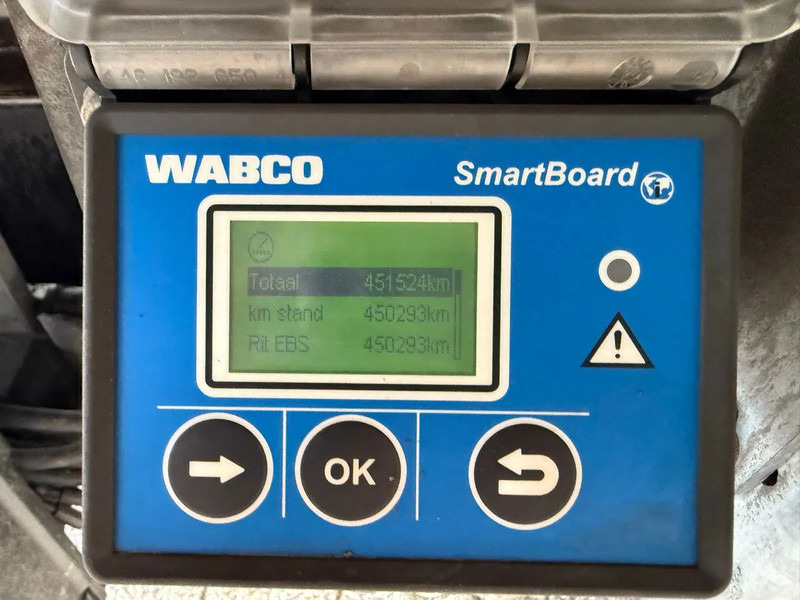 WABCO
SmartBoard
Totaal 451524km
km stand 450293km
Rit EBS 450293km
OK